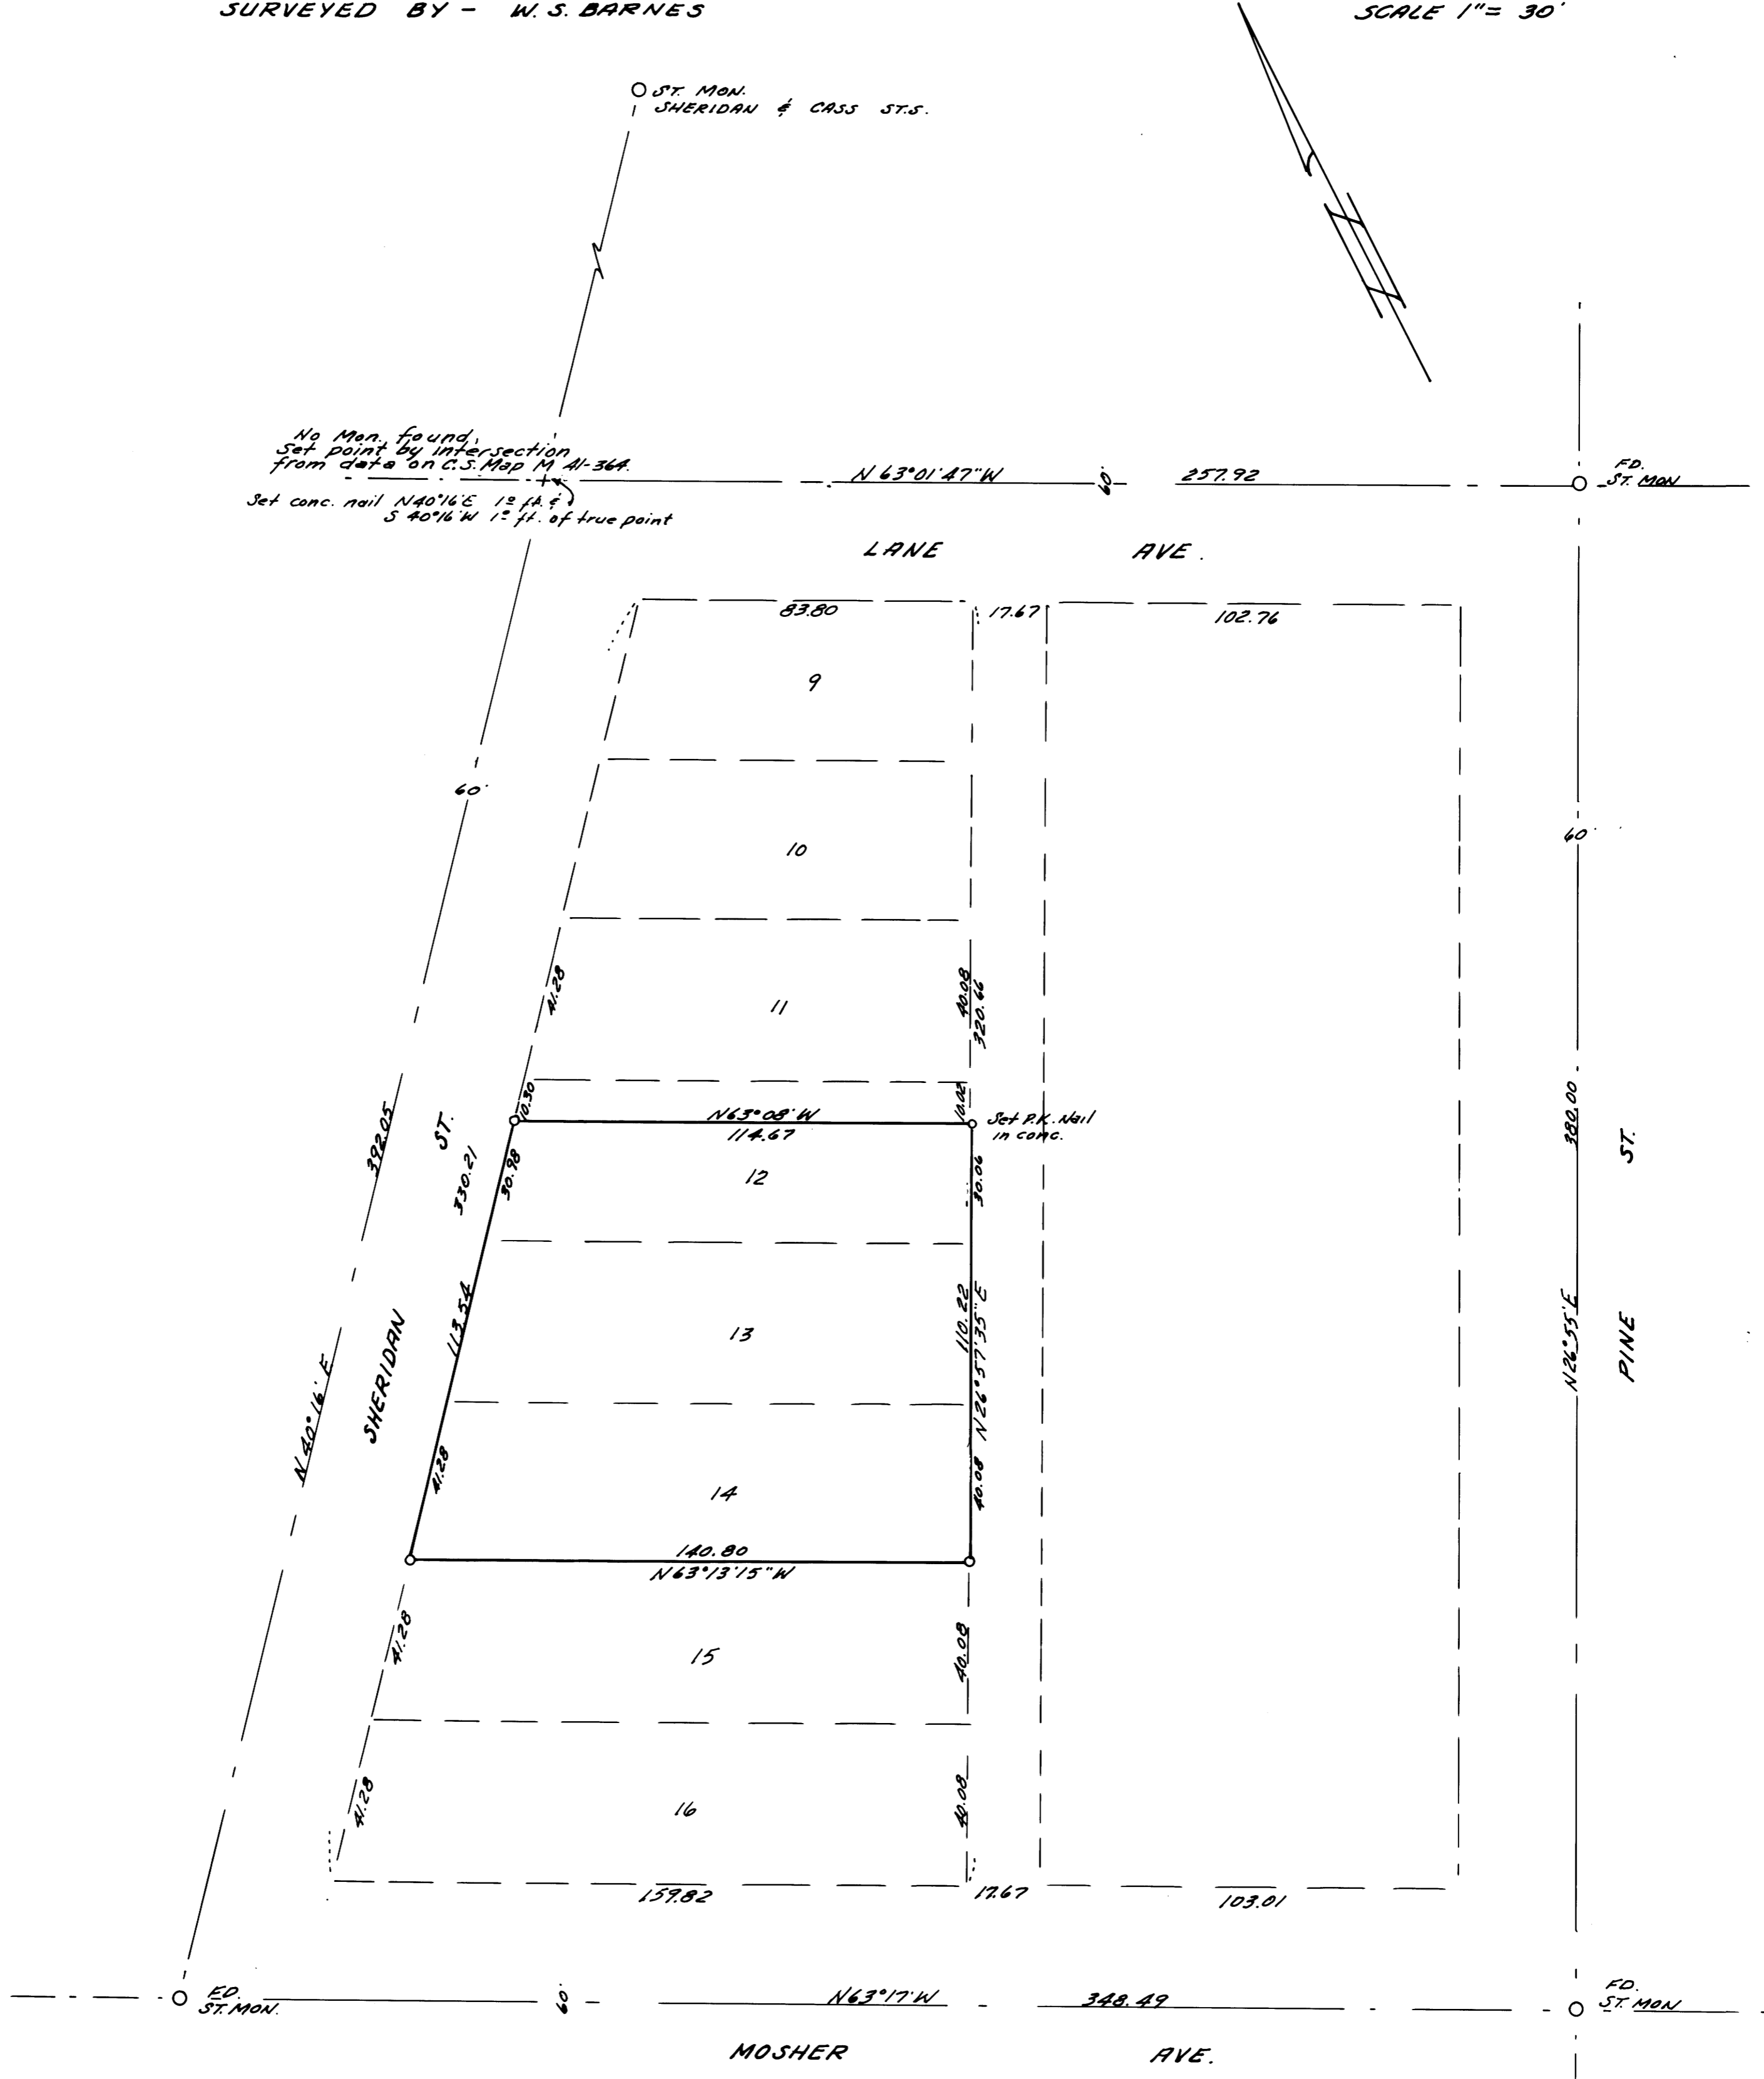 SURVEYED BY - W. S. BARNES
SCALE 1" = 30'
ST. MON.
SHERIDAN & CASS ST.S.
No Mon. found,
Set point by intersection
from data on C.S. Map M 41-364.
Set conc. nail N40°16'E 1º ft. &
S 40°16'W 1º ft. of true point
N 63°01'47"W
60'
257.92
FD.
ST. MON
LANE AVE.
83.80
17.67
102.76
9
60'
60'
10
41.28
11
40.08
320.66
10.30
10.02
N63°08'W
114.67
Set P.K. Nail
in conc.
392.05
ST.
330.21
30.98
12
30.06
380.00
ST.
113.54
13
110.22
N26°57'35"E
N26°55'E
PINE
SHERIDAN
N 40°16' E
41.28
14
40.08
140.80
N63°13'15"W
41.28
15
40.08
41.28
16
40.08
159.82
17.67
103.01
FD.
ST. MON.
60'
N63°17'W
348.49
FD.
ST. MON
MOSHER AVE.